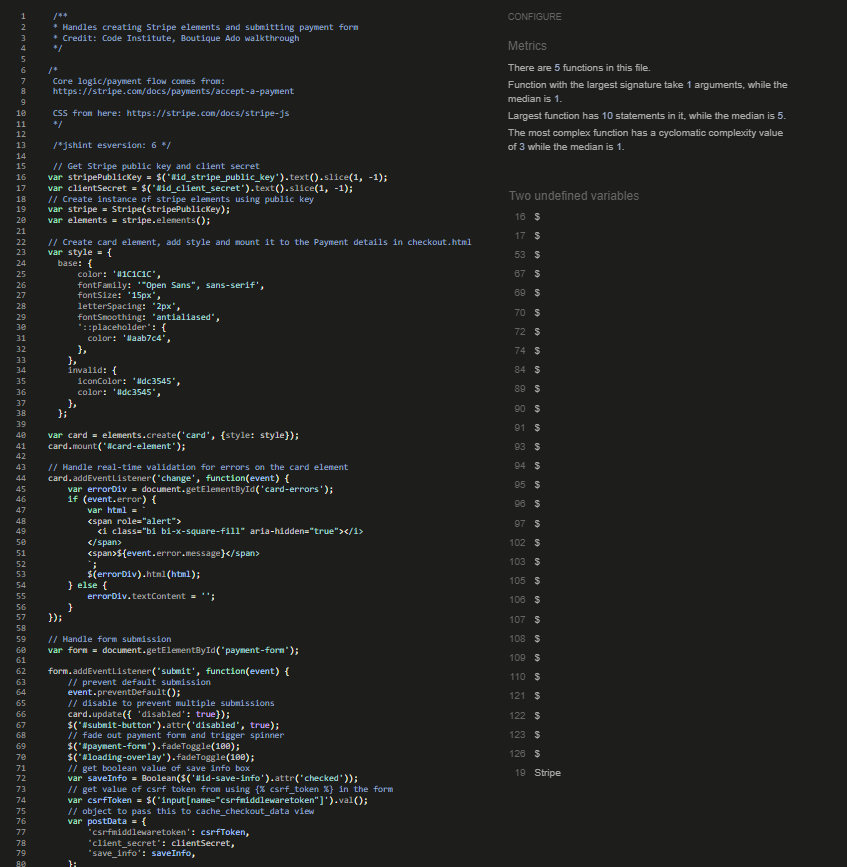 1 /**
2 * Handles creating Stripe elements and submitting payment form
3 * Credit: Code Institute, Boutique Ado walkthrough
4 */
5
6 /*
7 Core logic/payment flow comes from:
8 https://stripe.com/docs/payments/accept-a-payment
9
10 CSS from here: https://stripe.com/docs/stripe-js
11 */
12
13 /*jshint esversion: 6 */
14
15 // Get Stripe public key and client secret
16 var stripePublicKey = $('#id_stripe_public_key').text().slice(1, -1);
17 var clientSecret = $('#id_client_secret').text().slice(1, -1);
18 // Create instance of stripe elements using public key
19 var stripe = Stripe(stripePublicKey);
20 var elements = stripe.elements();
21
22 // Create card element, add style and mount it to the Payment details in checkout.html
23 var style = {
24 base: {
25 color: '#1C1C1C',
26 fontFamily: '"Open Sans", sans-serif',
27 fontSize: '15px',
28 letterSpacing: '2px',
29 fontSmoothing: 'antialiased',
30 '::placeholder': {
31 color: '#aab7c4',
32 },
33 },
34 invalid: {
35 iconColor: '#dc3545',
36 color: '#dc3545',
37 },
38 };
39
40 var card = elements.create('card', {style: style});
41 card.mount('#card-element');
42
43 // Handle real-time validation for errors on the card element
44 card.addEventListener('change', function(event) {
45 var errorDiv = document.getElementById('card-errors');
46 if (event.error) {
47 var html = `
48 <span role="alert">
49 <i class="bi bi-x-square-fill" aria-hidden="true"></i>
50 </span>
51 <span>${event.error.message}</span>
52 `;
53 $(errorDiv).html(html);
54 } else {
55 errorDiv.textContent = '';
56 }
57 });
58
59 // Handle form submission
60 var form = document.getElementById('payment-form');
61
62 form.addEventListener('submit', function(event) {
63 // prevent default submission
64 event.preventDefault();
65 // disable to prevent multiple submissions
66 card.update({ 'disabled': true});
67 $('#submit-button').attr('disabled', true);
68 // fade out payment form and trigger spinner
69 $('#payment-form').fadeToggle(100);
70 $('#loading-overlay').fadeToggle(100);
71 // get boolean value of save info box
72 var saveInfo = Boolean($('#id-save-info').attr('checked'));
73 // get value of csrf token from using {% csrf_token %} in the form
74 var csrfToken = $('input[name="csrfmiddlewaretoken"]').val();
75 // object to pass this to cache_checkout_data view
76 var postData = {
77 'csrfmiddlewaretoken': csrfToken,
78 'client_secret': clientSecret,
79 'save_info': saveInfo,
80 };
CONFIGURE
Metrics
There are 5 functions in this file.
Function with the largest signature take 1 arguments, while the
median is 1.
Largest function has 10 statements in it, while the median is 5.
The most complex function has a cyclomatic complexity value
of 3 while the median is 1.
Two undefined variables
16 $
17 $
53 $
67 $
69 $
70 $
72 $
74 $
84 $
89 $
90 $
91 $
93 $
94 $
95 $
96 $
97 $
102 $
103 $
105 $
106 $
107 $
108 $
109 $
110 $
121 $
122 $
123 $
126 $
19 Stripe